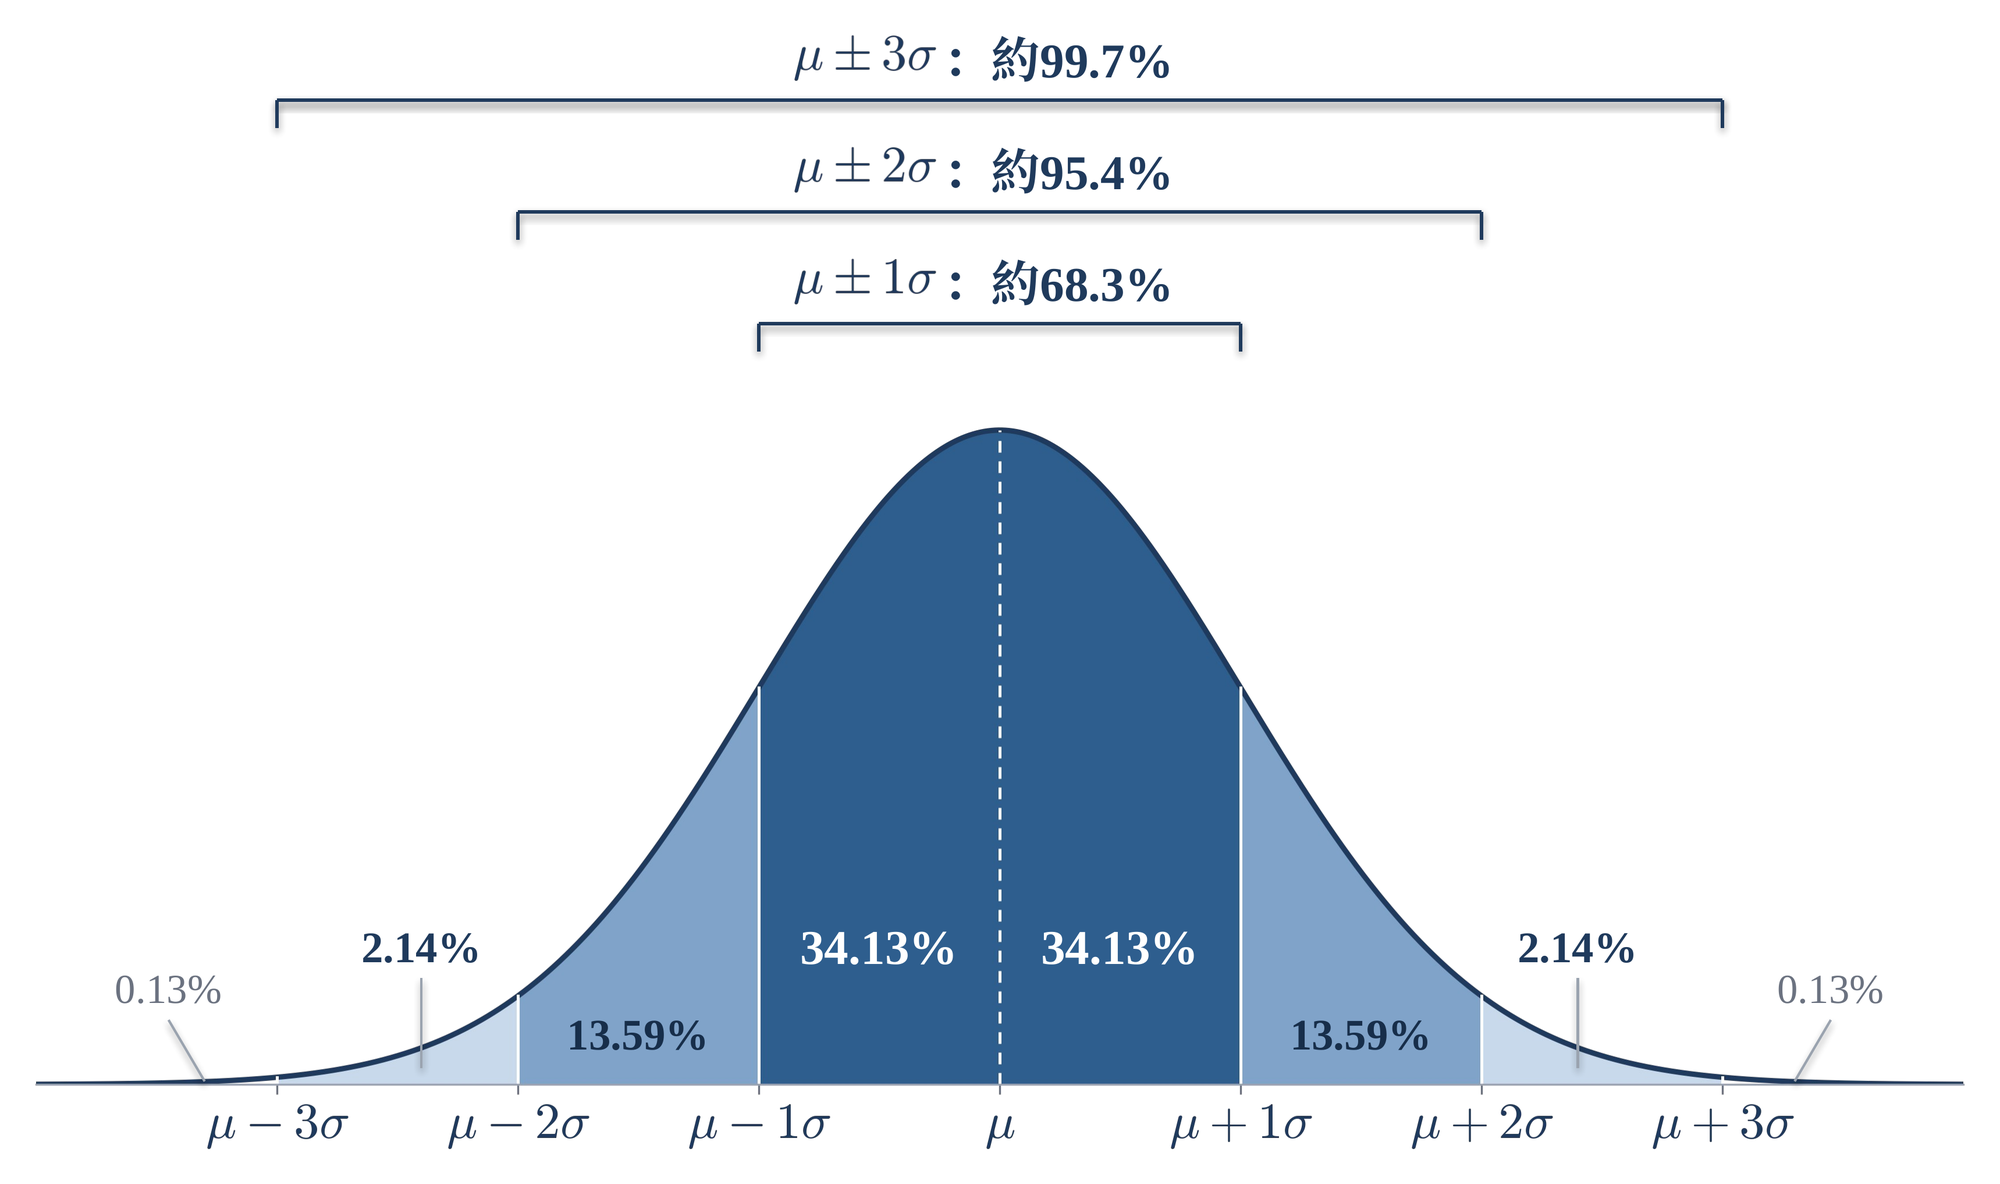 μ ± 3σ： 約99.7%
μ ± 2σ： 約95.4%
μ ± 1σ： 約68.3%
2.14%
34.13%
34.13%
2.14%
0.13%
0.13%
13.59%
13.59%
μ − 3σ
μ − 2σ
μ − 1σ
μ
μ + 1σ
μ + 2σ
μ + 3σ